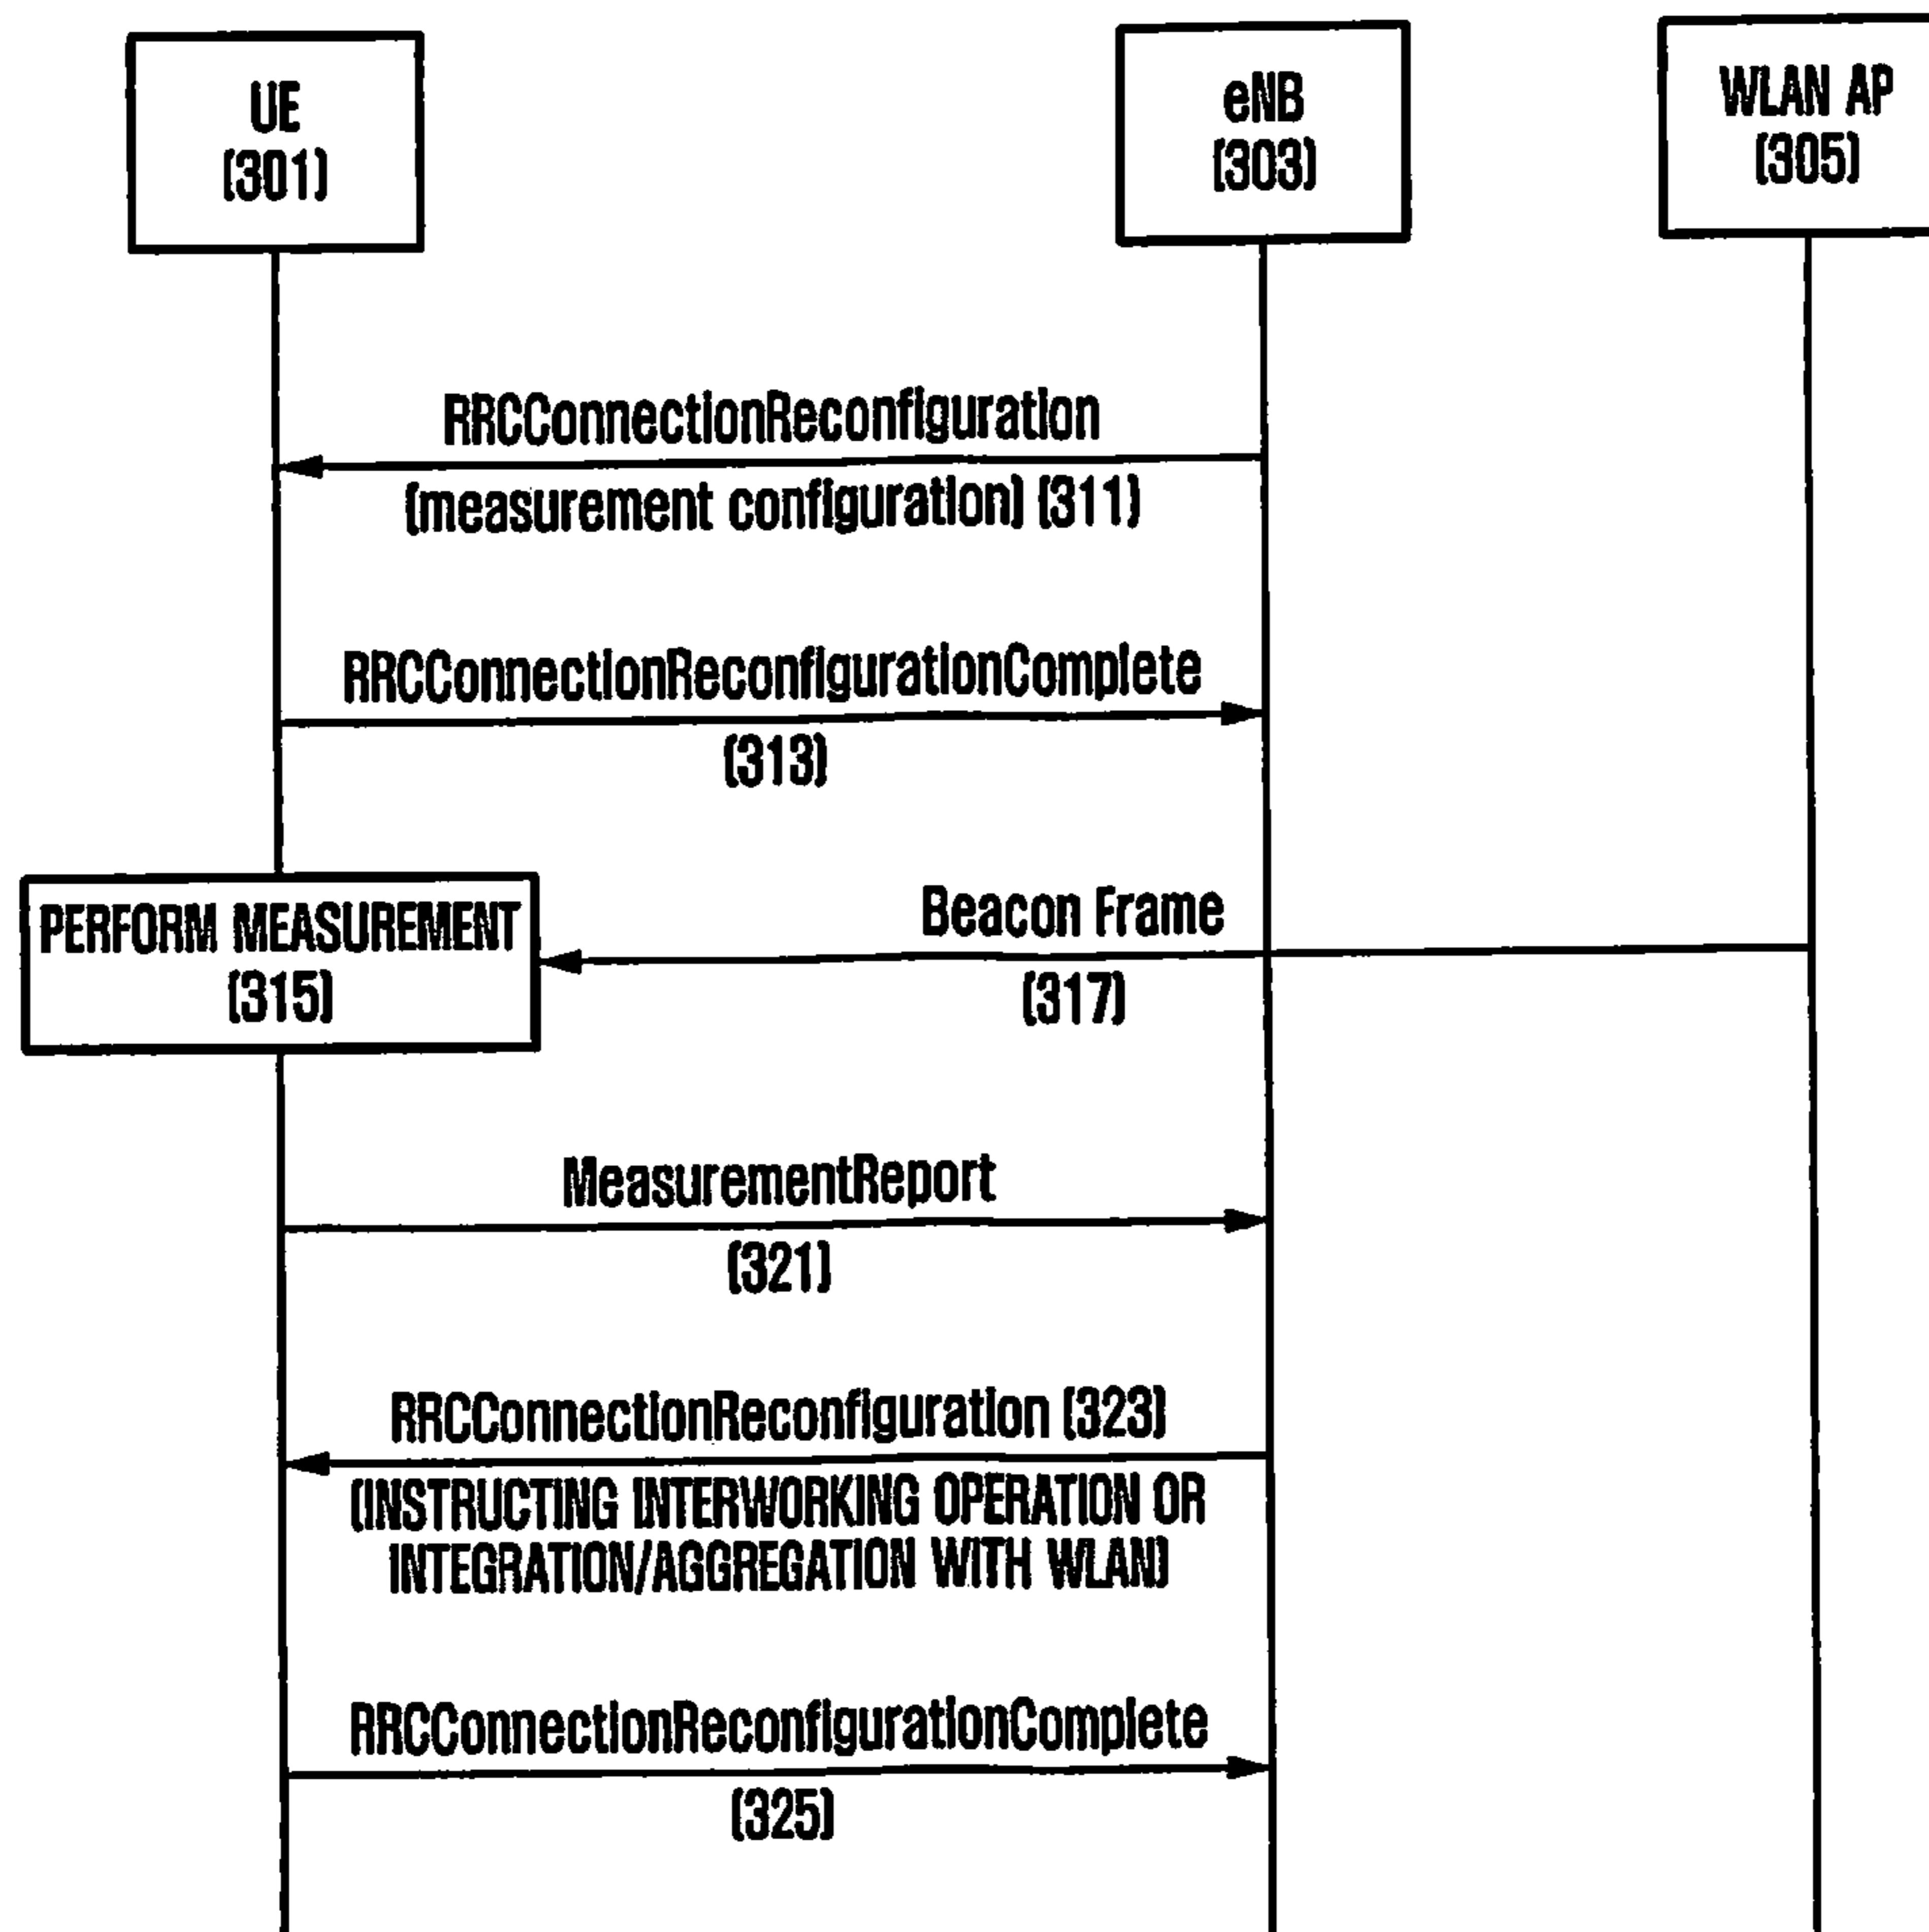 UE
(301)
eNB
(303)
WLAN AP
(305)
RRCConnectionReconfiguration
(measurement configuration) (311)
RRCConnectionReconfigurationComplete
(313)
PERFORM MEASUREMENT
(315)
Beacon Frame
(317)
MeasurementReport
(321)
RRCConnectionReconfiguration (323)
(INSTRUCTING INTERWORKING OPERATION OR
INTEGRATION/AGGREGATION WITH WLAN)
RRCConnectionReconfigurationComplete
(325)